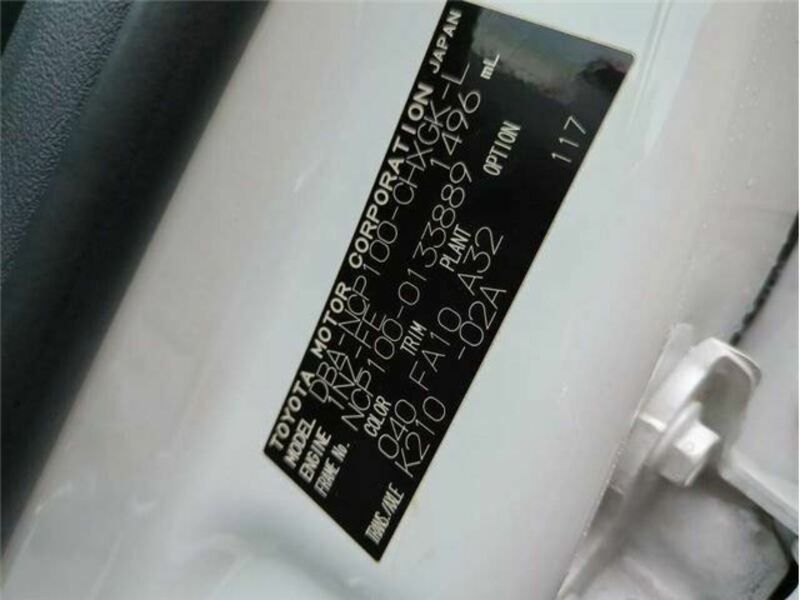 TOYOTA MOTOR CORPORATION JAPAN
MODEL DBA-NCP100-CHXGK-L
ENGINE 1NZ-FE 1496 mL
FRAME No. NCP100-0133889
COLOR TRIM PLANT OPTION
040 FA10 A32 117
TRANS./AXLE K210 -02A